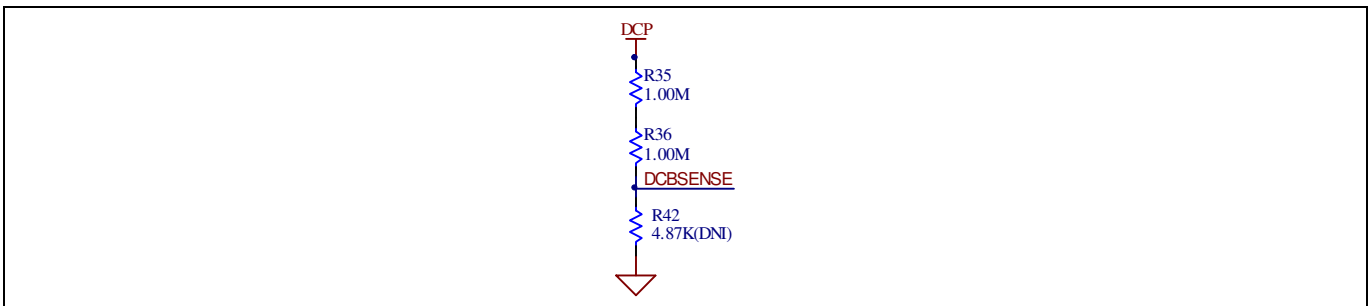 DCP
R35
1.00M
R36
1.00M
DCBSENSE
R42
4.87K(DNI)